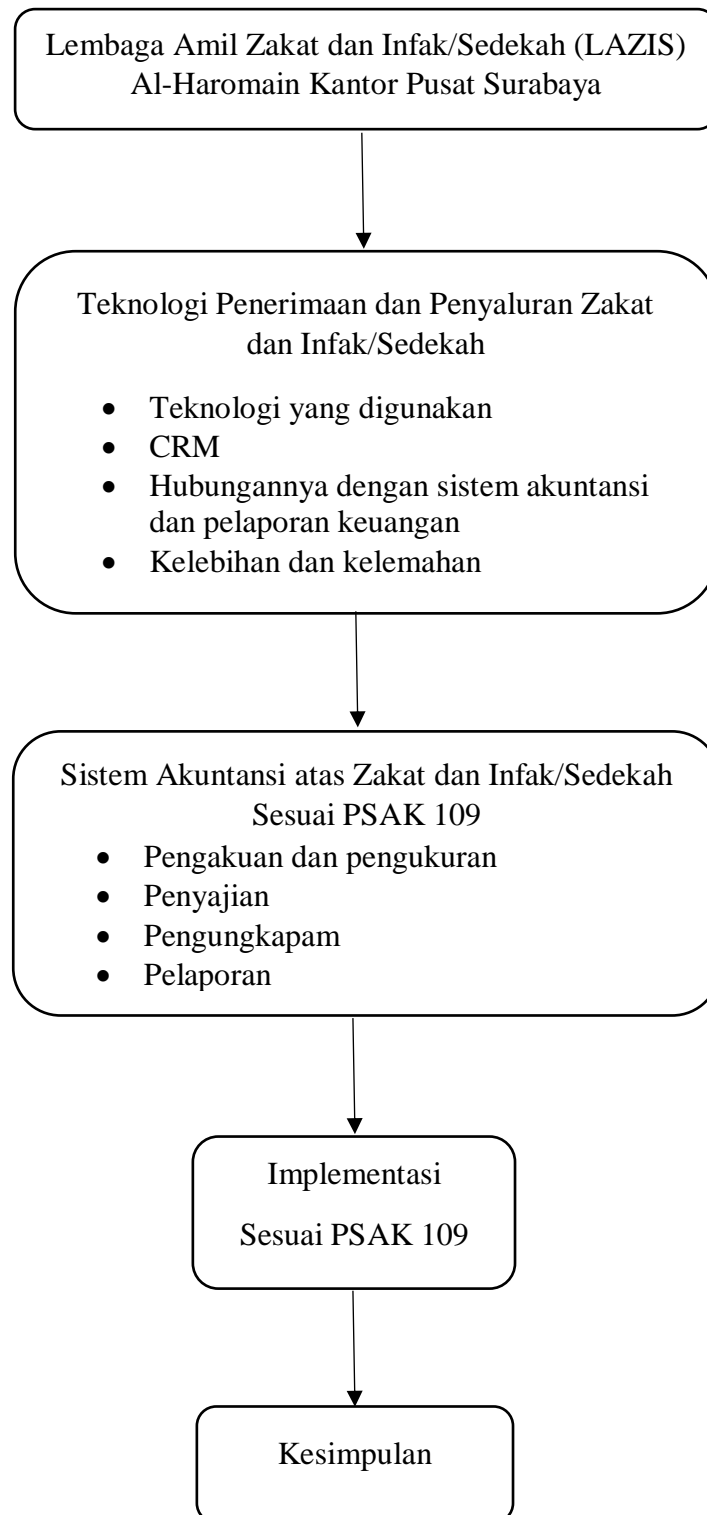 Lembaga Amil Zakat dan Infak/Sedekah (LAZIS)
Al-Haromain Kantor Pusat Surabaya
Teknologi Penerimaan dan Penyaluran Zakat
dan Infak/Sedekah
• Teknologi yang digunakan
• CRM
• Hubungannya dengan sistem akuntansi
dan pelaporan keuangan
• Kelebihan dan kelemahan
Sistem Akuntansi atas Zakat dan Infak/Sedekah
Sesuai PSAK 109
• Pengakuan dan pengukuran
• Penyajian
• Pengungkapam
• Pelaporan
Implementasi
Sesuai PSAK 109
Kesimpulan